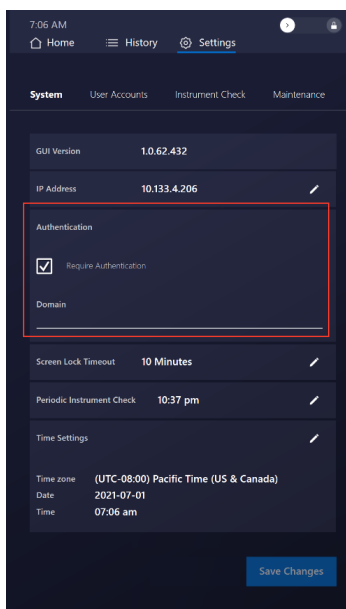 7:06 AM
Home History Settings
System User Accounts Instrument Check Maintenance
GUI Version 1.0.62.432
IP Address 10.133.4.206
Authentication
Require Authentication
Domain
Screen Lock Timeout 10 Minutes
Periodic Instrument Check 10:37 pm
Time Settings
Time zone (UTC-08:00) Pacific Time (US & Canada)
Date 2021-07-01
Time 07:06 am
Save Changes